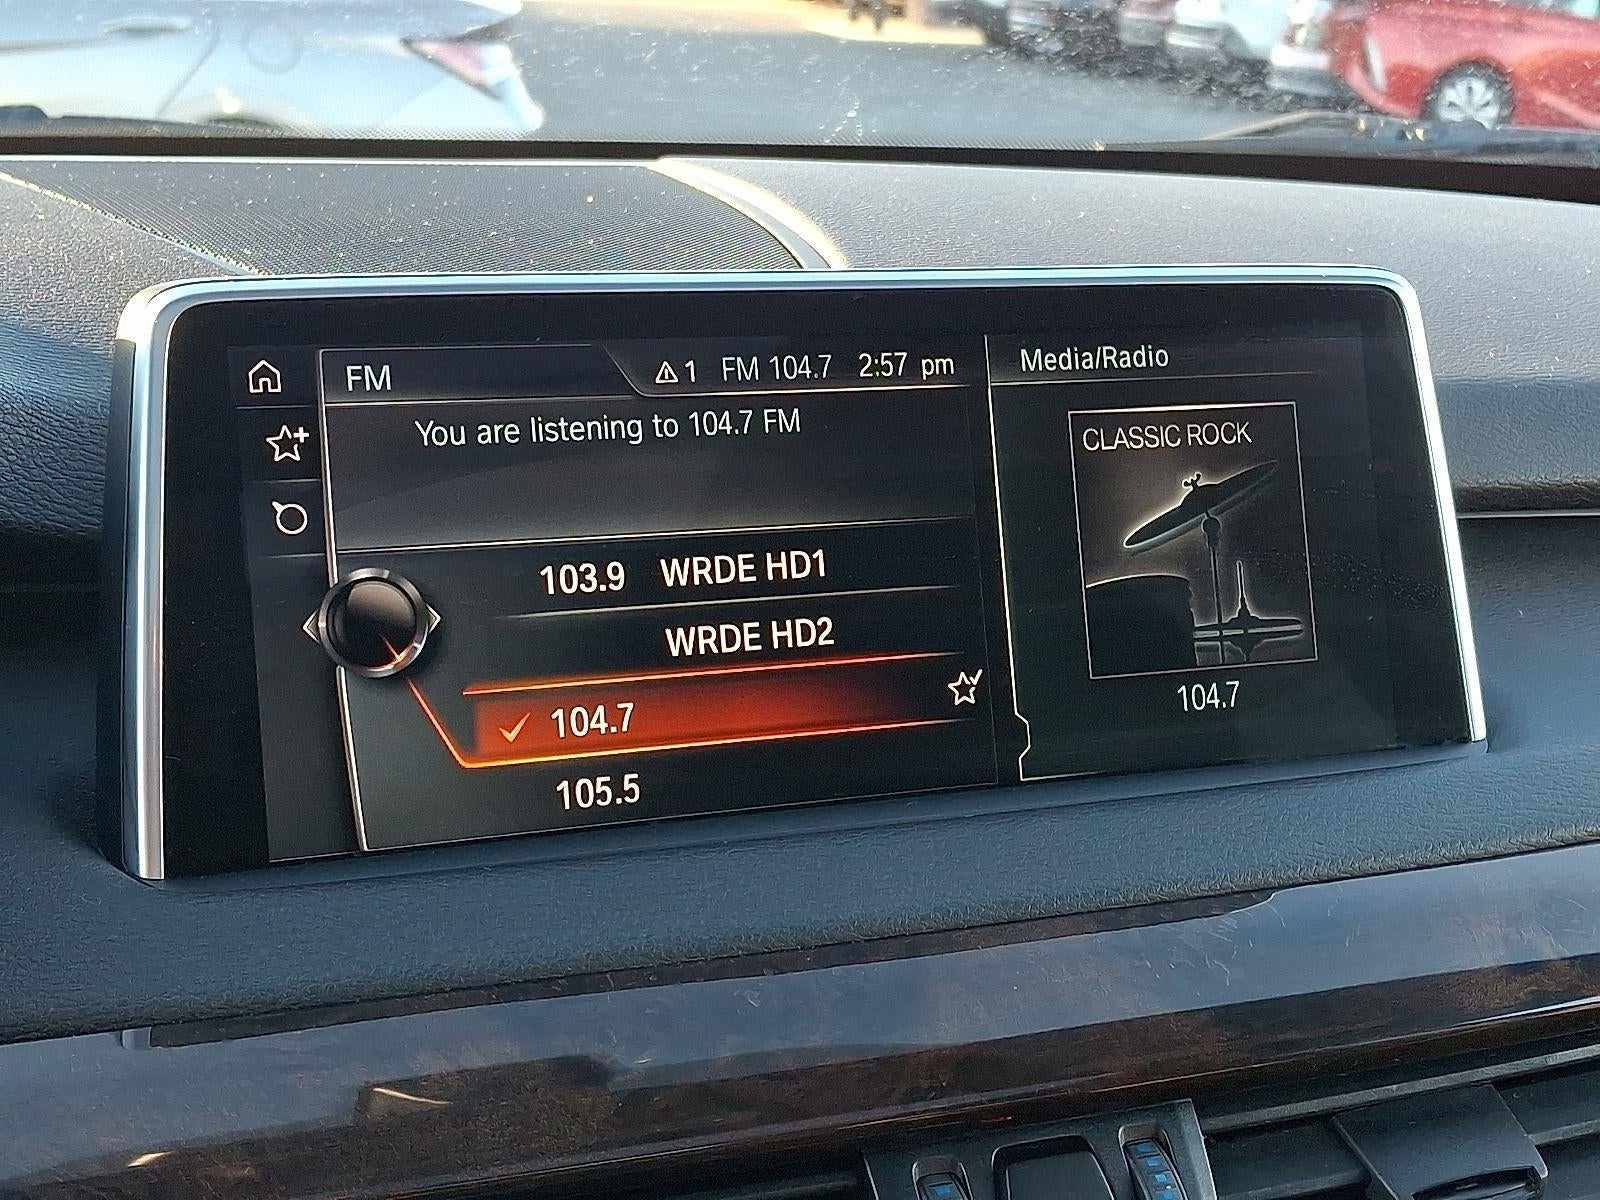 FM
1 FM 104.7 2:57 pm
You are listening to 104.7 FM
103.9 WRDE HD1
WRDE HD2
104.7
105.5
Media/Radio
CLASSIC ROCK
104.7